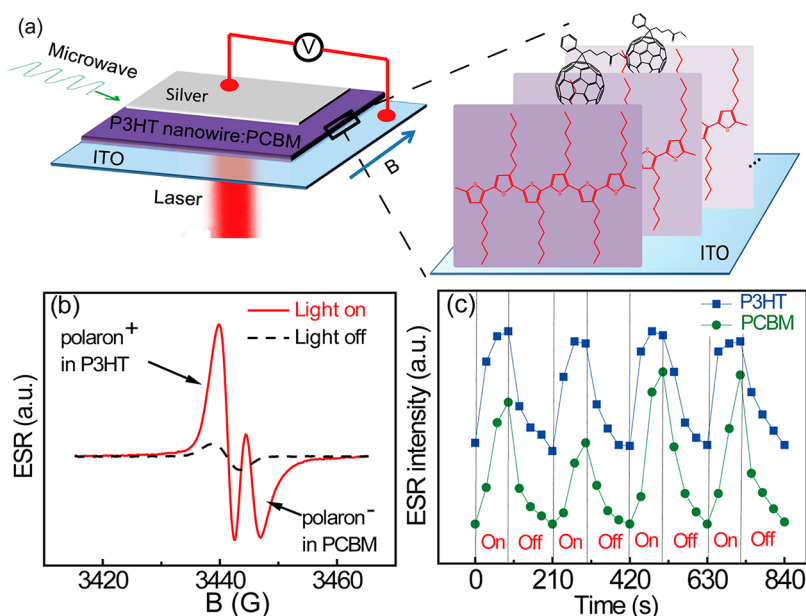 (a)
Microwave
V
Silver
P3HT nanowire:PCBM
ITO
B
Laser
S
S
S
S
S
S
...
ITO
(b)
Light on
Light off
polaron+
in P3HT
polaron-
in PCBM
ESR (a.u.)
3420 3440 3460
B (G)
(c)
P3HT
PCBM
ESR intensity (a.u.)
On Off On Off On Off On Off
0 210 420 630 840
Time (s)